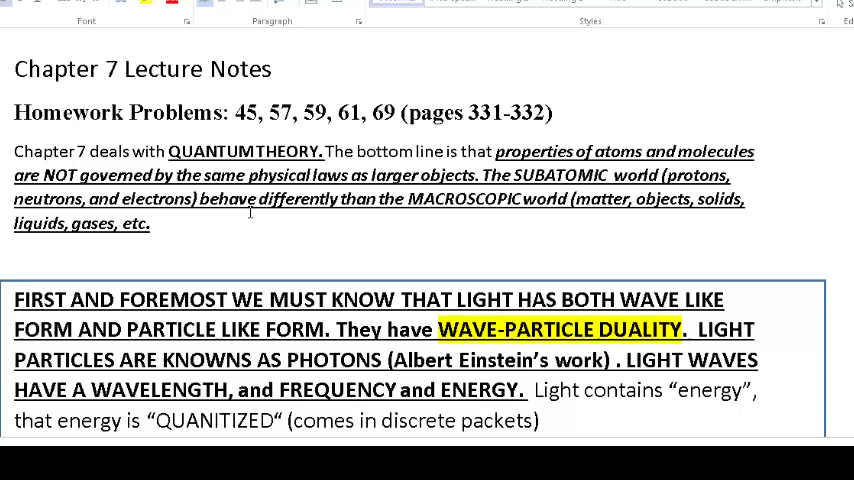 Font
Paragraph
Styles
Chapter 7 Lecture Notes
Homework Problems: 45, 57, 59, 61, 69 (pages 331-332)
Chapter 7 deals with QUANTUM THEORY. The bottom line is that properties of atoms and molecules
are NOT governed by the same physical laws as larger objects. The SUBATOMIC world (protons,
neutrons, and electrons) behave differently than the MACROSCOPIC world (matter, objects, solids,
liquids, gases, etc.
FIRST AND FOREMOST WE MUST KNOW THAT LIGHT HAS BOTH WAVE LIKE
FORM AND PARTICLE LIKE FORM. They have WAVE-PARTICLE DUALITY. LIGHT
PARTICLES ARE KNOWNS AS PHOTONS (Albert Einstein's work) . LIGHT WAVES
HAVE A WAVELENGTH, and FREQUENCY and ENERGY. Light contains "energy",
that energy is "QUANITIZED" (comes in discrete packets)